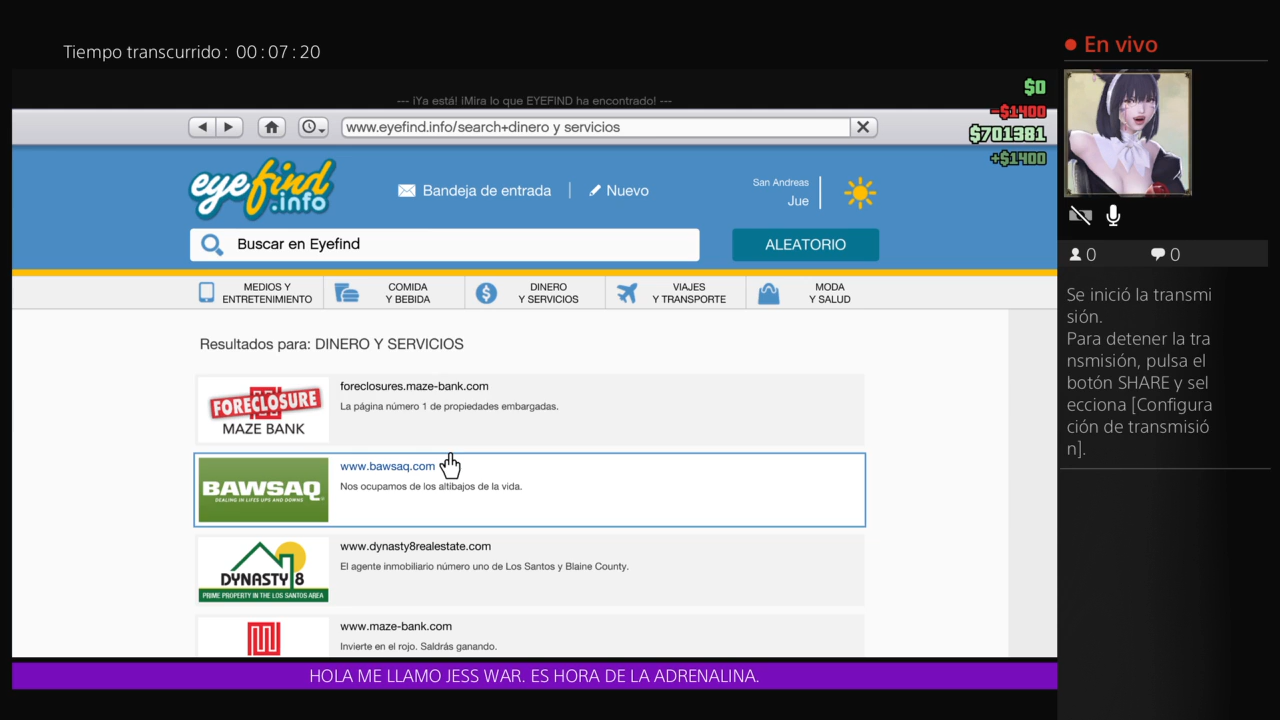 Tiempo transcurrido: 00:07:20
En vivo
--- ¡Ya está! ¡Mira lo que EYEFIND ha encontrado! ---
$0
-$1400
$701381
+$1400
www.eyefind.info/search+dinero y servicios
eyefind
.info
Bandeja de entrada
Nuevo
San Andreas
Jue
Buscar en Eyefind
ALEATORIO
0
0
MEDIOS Y
ENTRETENIMIENTO
COMIDA
Y BEBIDA
DINERO
Y SERVICIOS
VIAJES
Y TRANSPORTE
MODA
Y SALUD
Se inició la transmi
sión.
Para detener la tra
nsmisión, pulsa el
botón SHARE y sel
ecciona [Configura
ción de transmisió
n].
Resultados para: DINERO Y SERVICIOS
FORECLOSURE
MAZE BANK
foreclosures.maze-bank.com
La página número 1 de propiedades embargadas.
BAWSAQ
DEALING IN LIFES UPS AND DOWNS
www.bawsaq.com
Nos ocupamos de los altibajos de la vida.
DYNASTY 8
PRIME PROPERTY IN THE LOS SANTOS AREA
www.dynasty8realestate.com
El agente inmobiliario número uno de Los Santos y Blaine County.
www.maze-bank.com
Invierte en el rojo. Saldrás ganando.
HOLA ME LLAMO JESS WAR. ES HORA DE LA ADRENALINA.